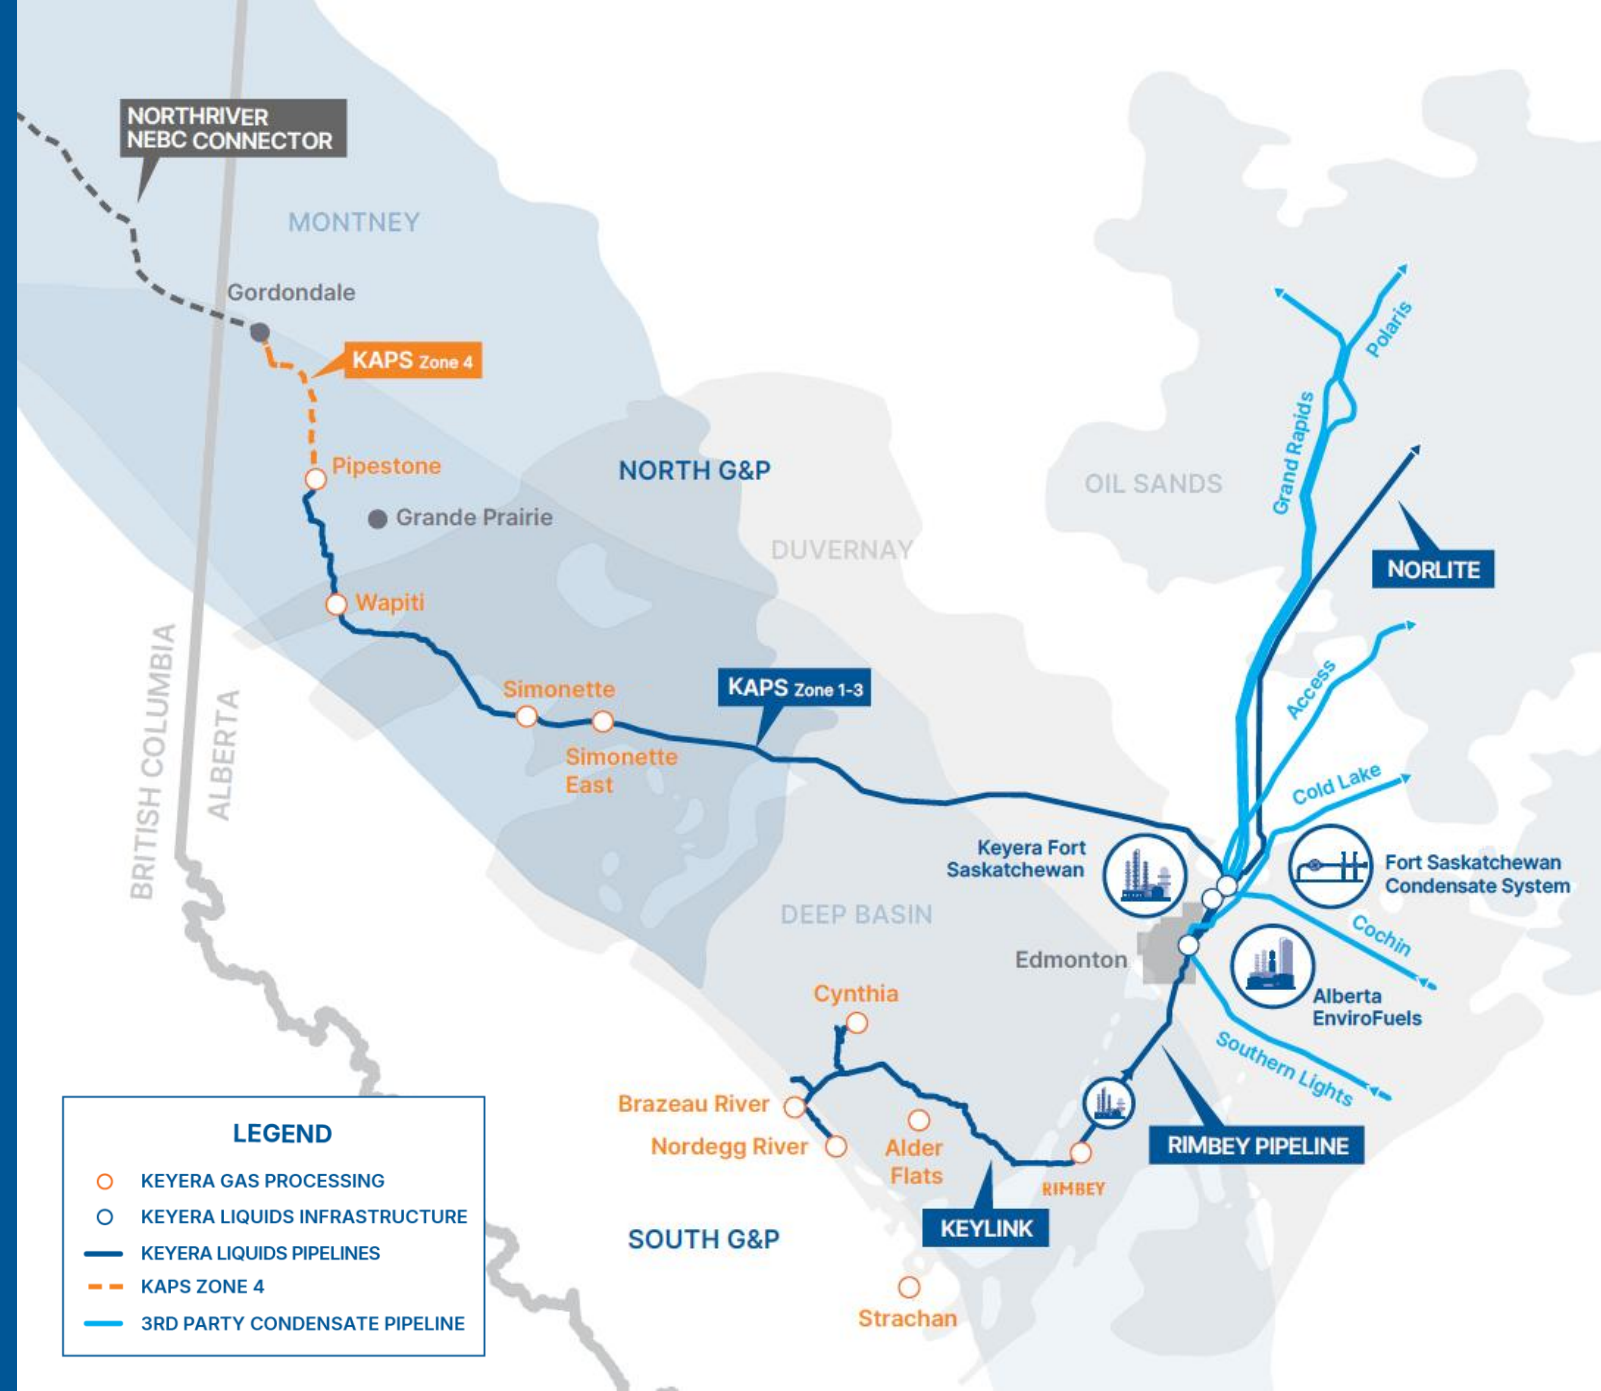 NORTHRIVER
NEBC CONNECTOR
MONTNEY
Gordondale
KAPS Zone 4
Polaris
Grand Rapids
Pipestone
NORTH G&P
OIL SANDS
Grande Prairie
DUVERNAY
NORLITE
Wapiti
BRITISH COLUMBIA
ALBERTA
Simonette
KAPS Zone 1-3
Access
Simonette
East
Cold Lake
Keyera Fort
Saskatchewan
Fort Saskatchewan
Condensate System
DEEP BASIN
Cochin
Edmonton
Cynthia
Alberta
EnviroFuels
Southern Lights
Brazeau River
Nordegg River
Alder
Flats
RIMBEY PIPELINE
RIMBEY
KEYLINK
SOUTH G&P
Strachan
LEGEND
KEYERA GAS PROCESSING
KEYERA LIQUIDS INFRASTRUCTURE
KEYERA LIQUIDS PIPELINES
KAPS ZONE 4
3RD PARTY CONDENSATE PIPELINE